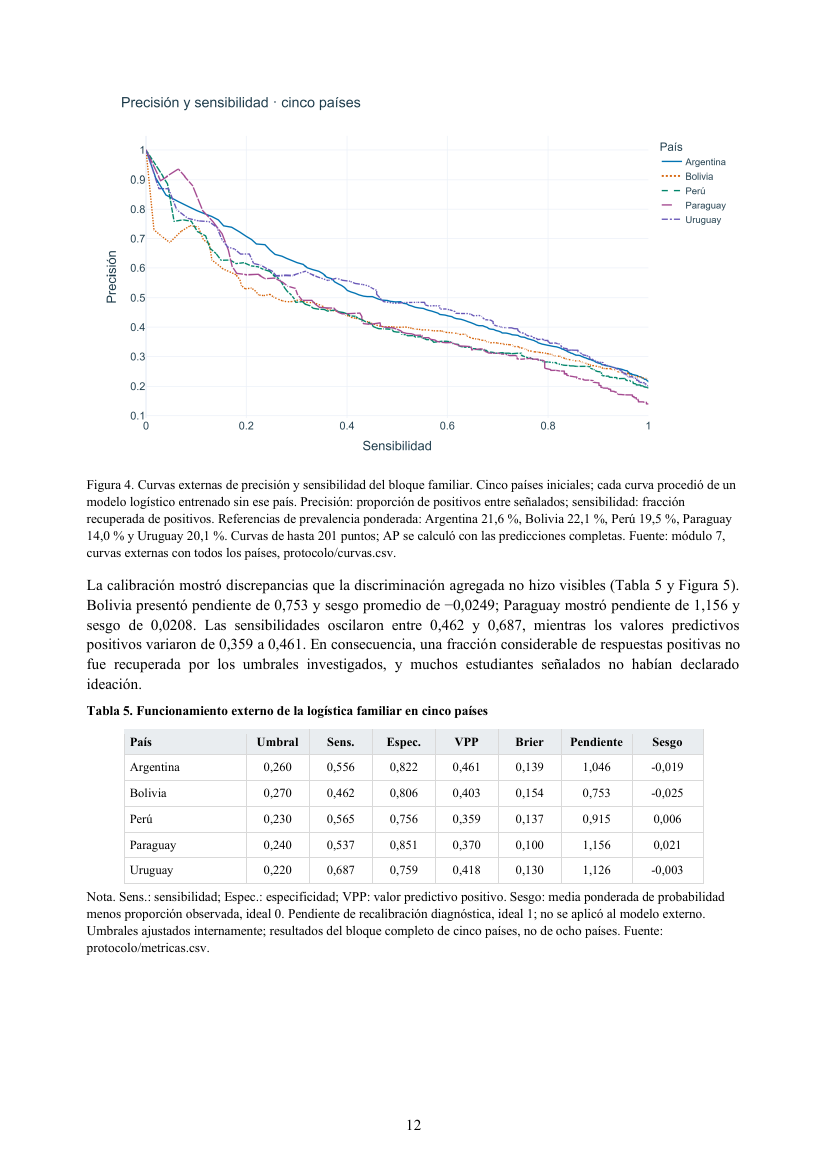 Precisión y sensibilidad · cinco países
País
Argentina
Bolivia
Perú
Paraguay
Uruguay
Precisión
1
0.9
0.8
0.7
0.6
0.5
0.4
0.3
0.2
0.1
0
0.2
0.4
0.6
0.8
1
Sensibilidad
Figura 4. Curvas externas de precisión y sensibilidad del bloque familiar. Cinco países iniciales; cada curva procedió de un
modelo logístico entrenado sin ese país. Precisión: proporción de positivos entre señalados; sensibilidad: fracción
recuperada de positivos. Referencias de prevalencia ponderada: Argentina 21,6 %, Bolivia 22,1 %, Perú 19,5 %, Paraguay
14,0 % y Uruguay 20,1 %. Curvas de hasta 201 puntos; AP se calculó con las predicciones completas. Fuente: módulo 7,
curvas externas con todos los países, protocolo/curvas.csv.
La calibración mostró discrepancias que la discriminación agregada no hizo visibles (Tabla 5 y Figura 5).
Bolivia presentó pendiente de 0,753 y sesgo promedio de −0,0249; Paraguay mostró pendiente de 1,156 y
sesgo de 0,0208. Las sensibilidades oscilaron entre 0,462 y 0,687, mientras los valores predictivos
positivos variaron de 0,359 a 0,461. En consecuencia, una fracción considerable de respuestas positivas no
fue recuperada por los umbrales investigados, y muchos estudiantes señalados no habían declarado
ideación.
Tabla 5. Funcionamiento externo de la logística familiar en cinco países
País Umbral Sens. Espec. VPP Brier Pendiente Sesgo
Argentina 0,260 0,556 0,822 0,461 0,139 1,046 -0,019
Bolivia 0,270 0,462 0,806 0,403 0,154 0,753 -0,025
Perú 0,230 0,565 0,756 0,359 0,137 0,915 0,006
Paraguay 0,240 0,537 0,851 0,370 0,100 1,156 0,021
Uruguay 0,220 0,687 0,759 0,418 0,130 1,126 -0,003
Nota. Sens.: sensibilidad; Espec.: especificidad; VPP: valor predictivo positivo. Sesgo: media ponderada de probabilidad
menos proporción observada, ideal 0. Pendiente de recalibración diagnóstica, ideal 1; no se aplicó al modelo externo.
Umbrales ajustados internamente; resultados del bloque completo de cinco países, no de ocho países. Fuente:
protocolo/metricas.csv.
12